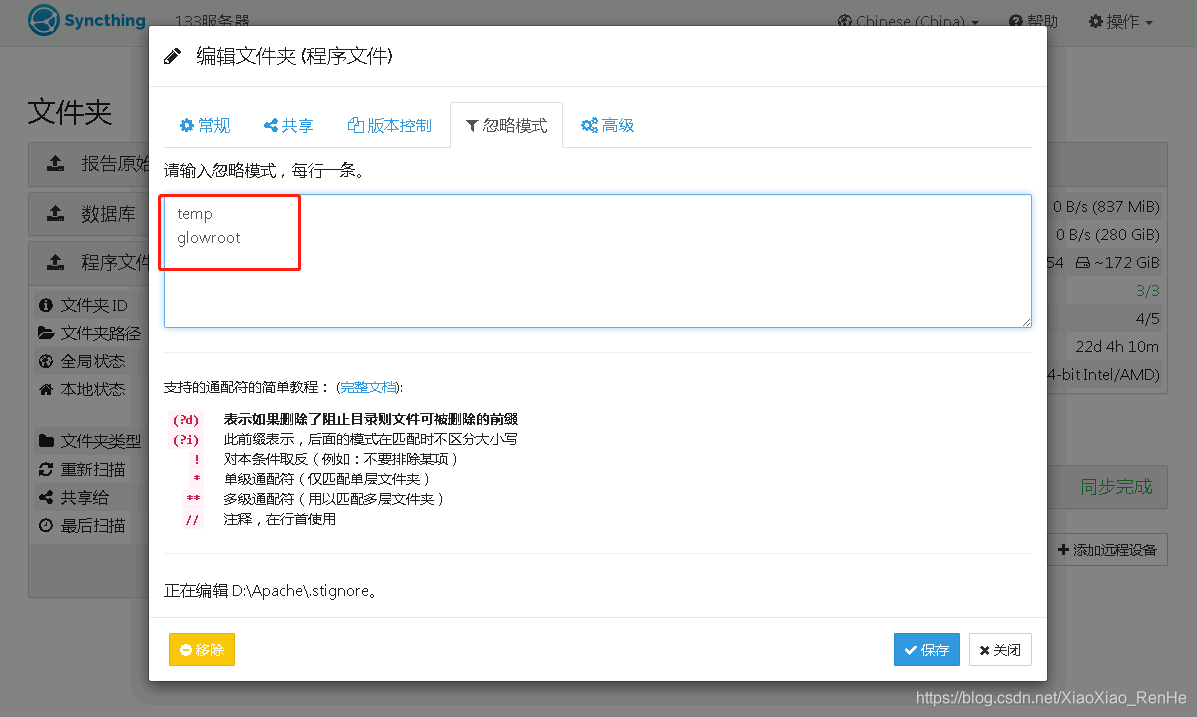 Syncthing 133服务器 Chinese (China) 帮助 操作
编辑文件夹 (程序文件)
文件夹
常规 共享 版本控制 忽略模式 高级
请输入忽略模式，每行一条。
报告原始
temp
glowroot
数据库
程序文件
0 B/s (837 MiB)
0 B/s (280 GiB)
54 ~172 GiB
3/3
4/5
22d 4h 10m
4-bit Intel/AMD)
文件夹 ID
文件夹路径
全局状态
本地状态
文件夹类型
重新扫描
共享给
最后扫描
支持的通配符的简单教程： (完整文档):
(?d) 表示如果删除了阻止目录则文件可被删除的前缀
(?i) 此前缀表示，后面的模式在匹配时不区分大小写
! 对本条件取反（例如：不要排除某项）
* 单级通配符（仅匹配单层文件夹）
** 多级通配符（用以匹配多层文件夹）
// 注释，在行首使用
同步完成
添加远程设备
正在编辑 D:\Apache\.stignore。
移除 保存 关闭
https://blog.csdn.net/XiaoXiao_RenHe